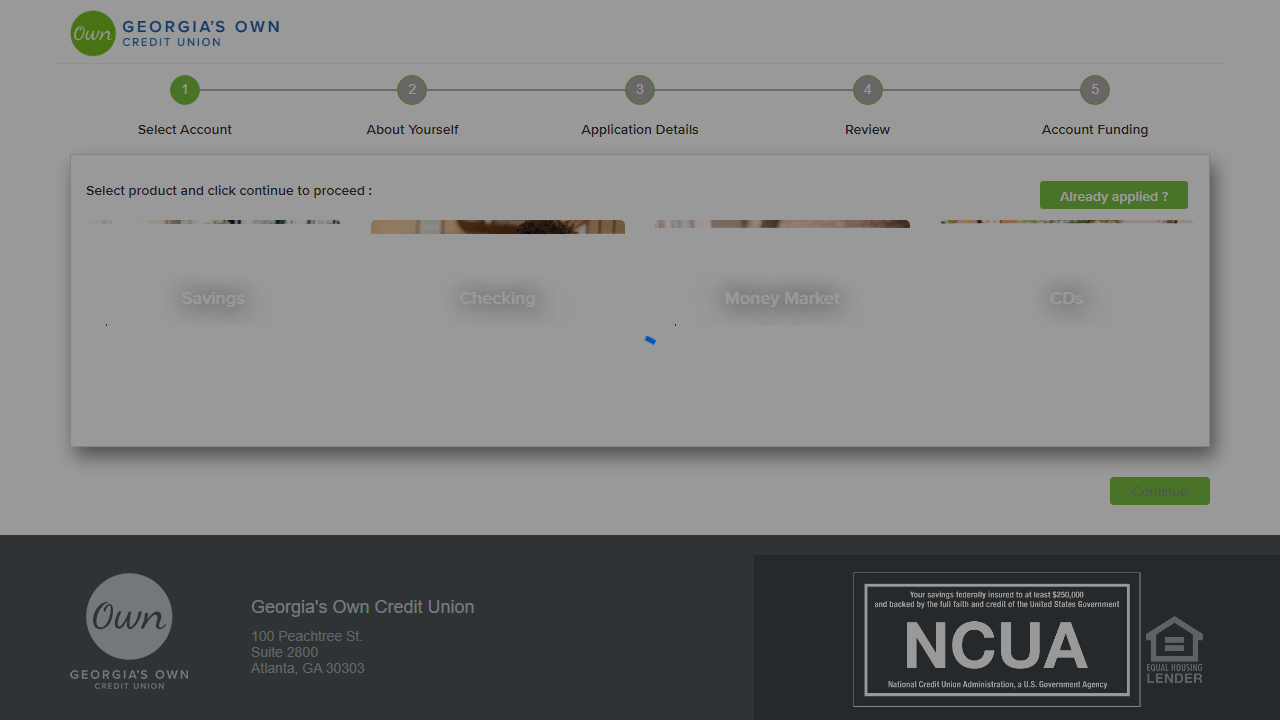 Own
GEORGIA'S OWN
CREDIT UNION
1
2
3
4
5
Select Account
About Yourself
Application Details
Review
Account Funding
Select product and click continue to proceed :
Already applied ?
Savings
Checking
Money Market
CDs
Continue
Own
GEORGIA'S OWN
CREDIT UNION
Georgia's Own Credit Union
100 Peachtree St.
Suite 2800
Atlanta, GA 30303
Your savings federally insured to at least $250,000
and backed by the full faith and credit of the United States Government
NCUA
National Credit Union Administration, a U.S. Government Agency
EQUAL HOUSING
LENDER